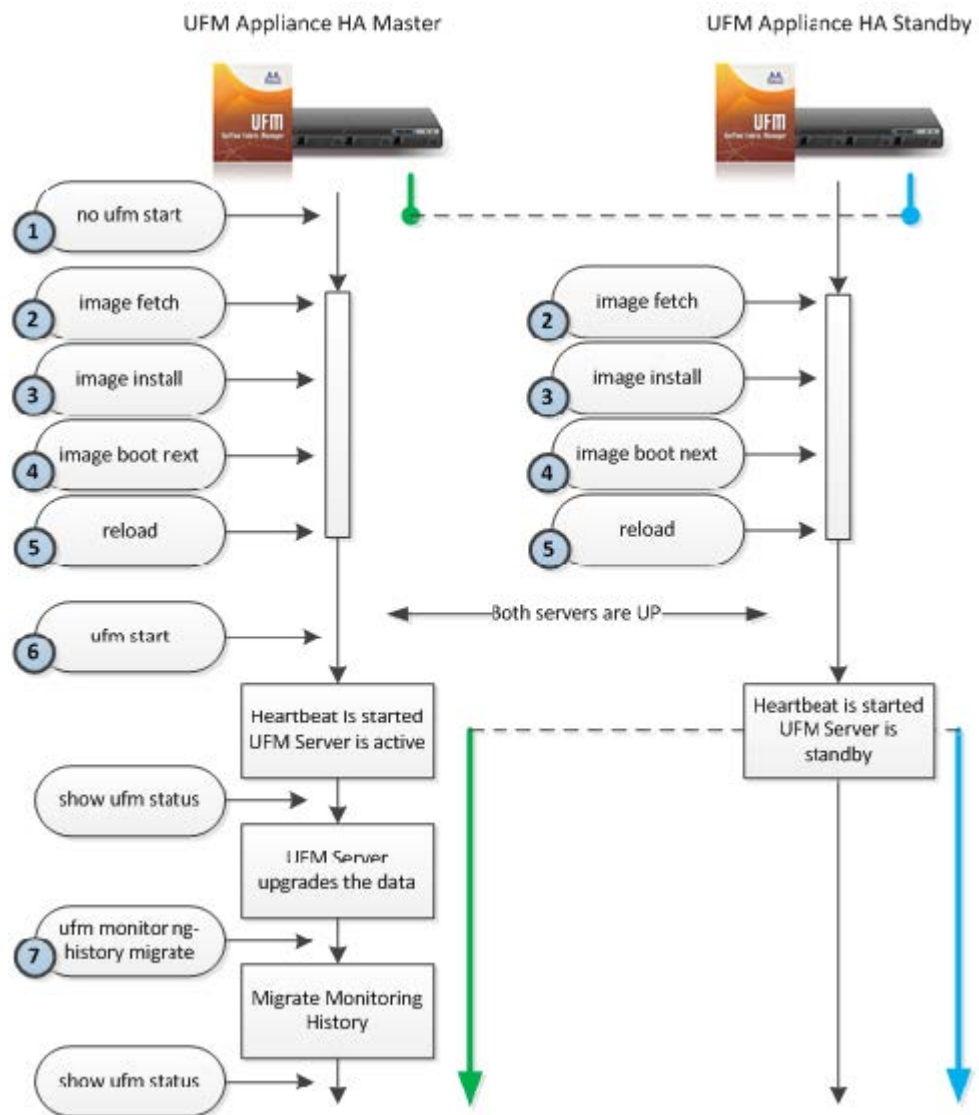 UFM Appliance HA Master
UFM Appliance HA Standby
UFM
UFM
no ufm start
1
image fetch
2
image fetch
2
image install
3
image install
3
image boot rext
4
image boot next
4
reload
5
reload
5
Both servers are UP
ufm start
6
Heartbeat is started
UFM Server is active
Heartbeat is started
UFM Server is
standby
show ufm status
UFM Server
upgrades the data
ufm monitor ng-
history migrate
7
Migrate Monitoring
History
show ufm status